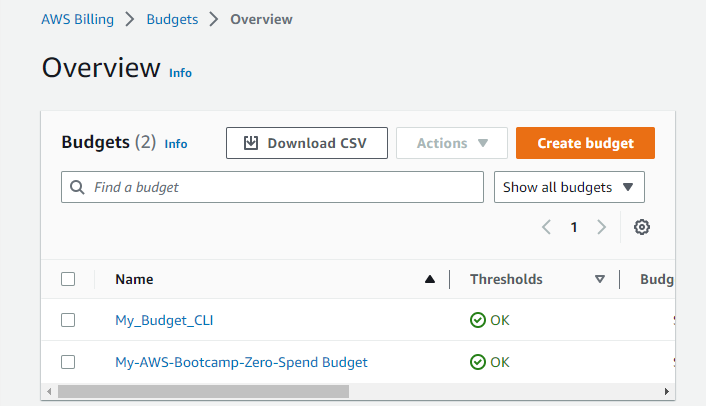 AWS Billing > Budgets > Overview
Overview Info
Budgets (2) Info Download CSV Actions Create budget
Find a budget Show all budgets
1
Name Thresholds
My_Budget_CLI OK
My-AWS-Bootcamp-Zero-Spend Budget OK